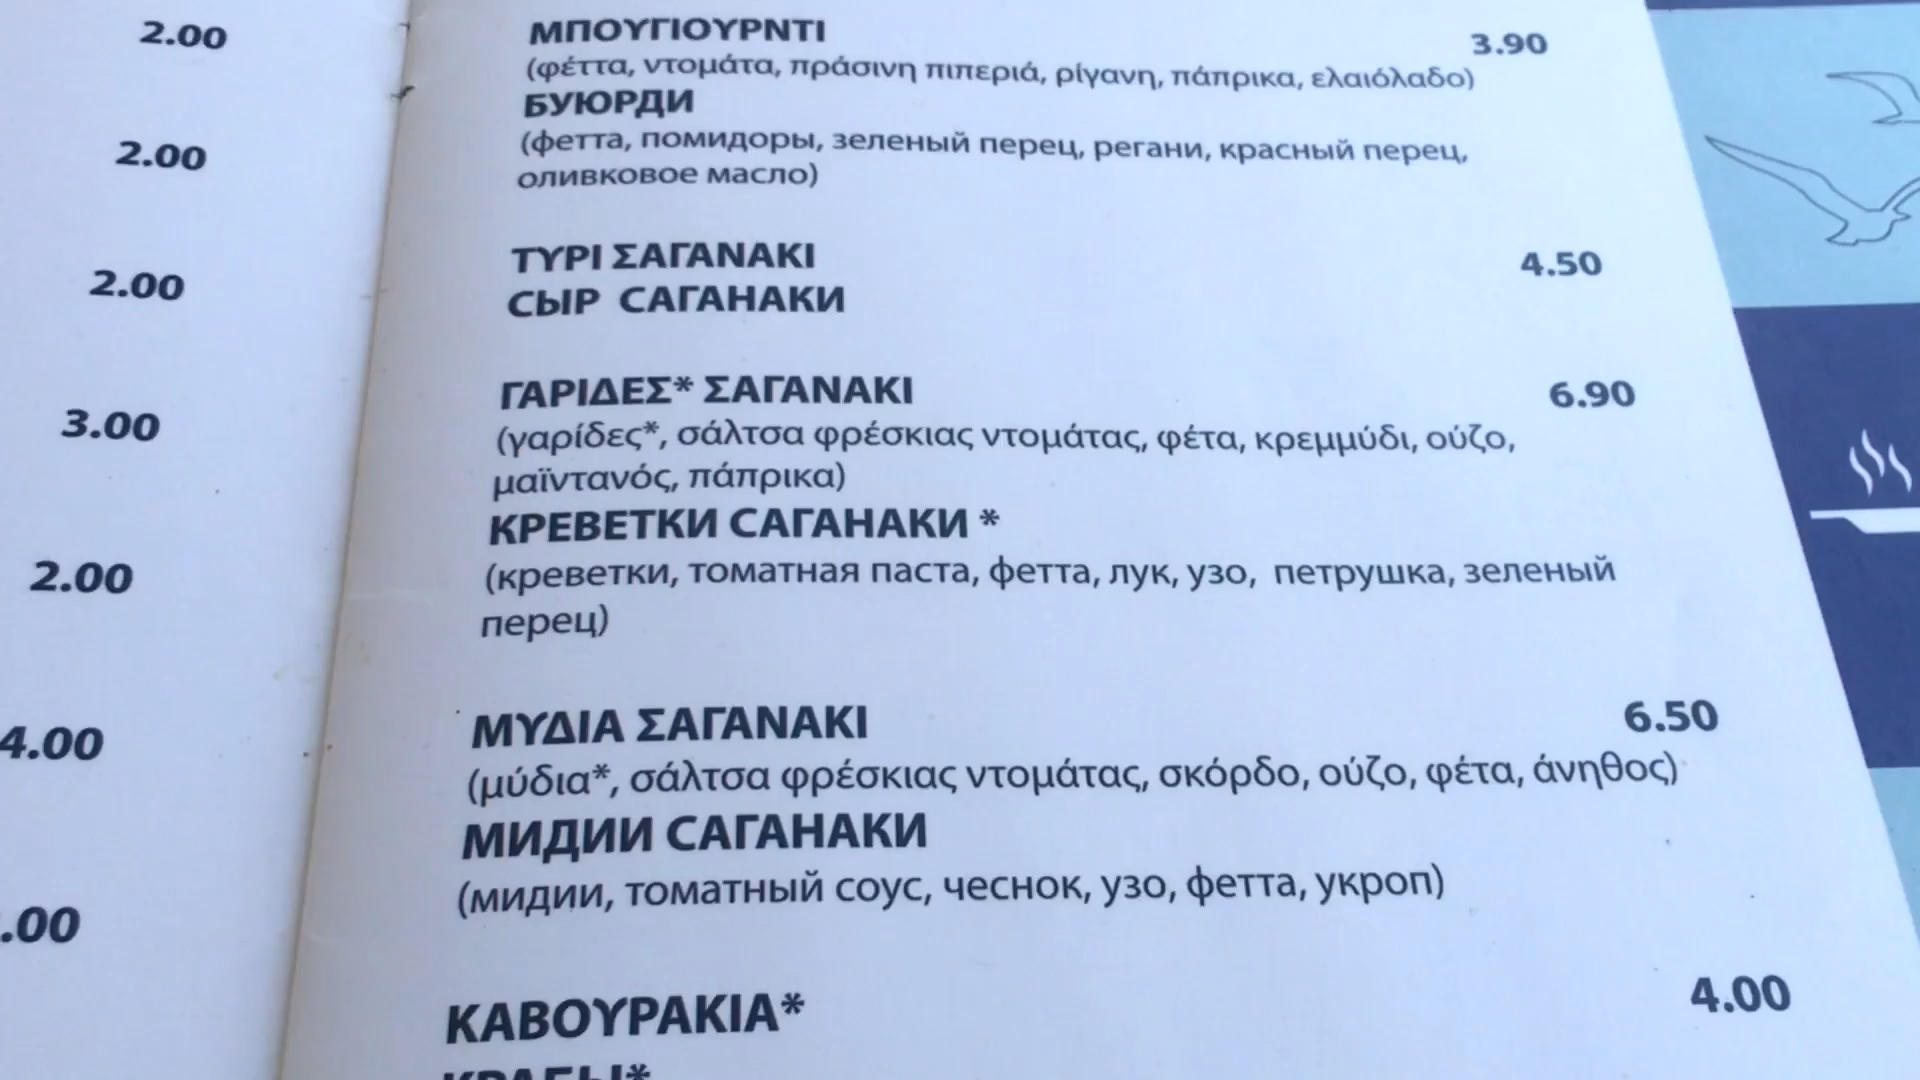 2.00
2.00
2.00
3.00
2.00
4.00
.00
ΜΠΟΥΓΙΟΥΡΝΤΙ 3.90
(φέττα, ντομάτα, πράσινη πιπεριά, ρίγανη, πάπρικα, ελαιόλαδο)
БУЮРДИ
(фетта, помидоры, зеленый перец, регани, красный перец,
оливковое масло)
ΤΥΡΙ ΣΑΓΑΝΑΚΙ 4.50
СЫР САГАНАКИ
ΓΑΡΙΔΕΣ* ΣΑΓΑΝΑΚΙ 6.90
(γαρίδες*, σάλτσα φρέσκιας ντομάτας, φέτα, κρεμμύδι, ούζο,
μαϊντανός, πάπρικα)
КРЕВЕТКИ САГАНАКИ *
(креветки, томатная паста, фетта, лук, узо, петрушка, зеленый
перец)
ΜΥΔΙΑ ΣΑΓΑΝΑΚΙ 6.50
(μύδια*, σάλτσα φρέσκιας ντομάτας, σκόρδο, ούζο, φέτα, άνηθος)
МИДИИ САГАНАКИ
(мидии, томатный соус, чеснок, узо, фетта, укроп)
ΚΑΒΟΥΡΑΚΙΑ* 4.00
КРАБЫ*